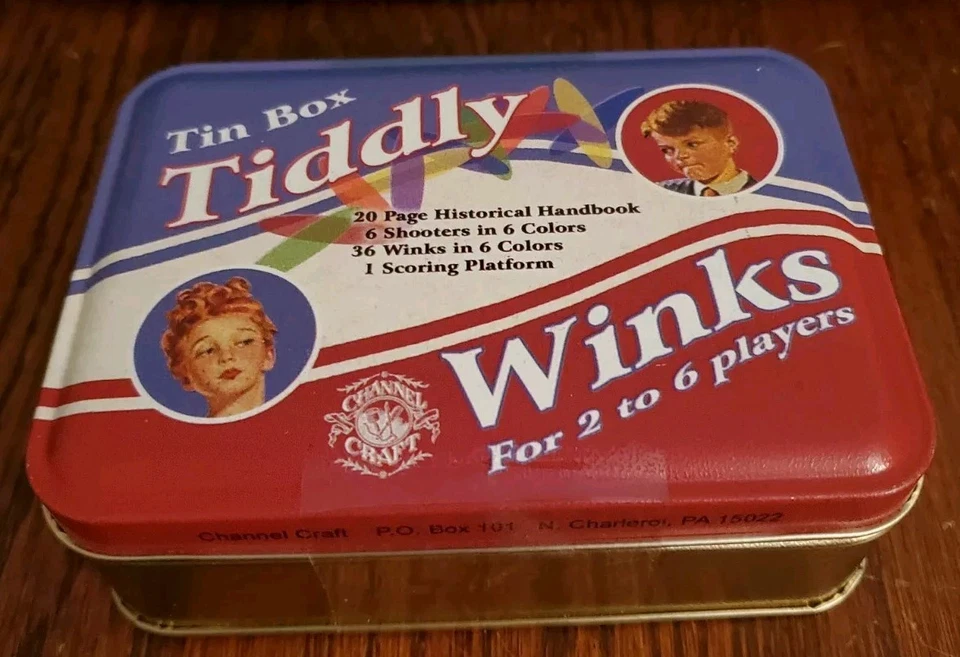 Tin Box
Tiddly
20 Page Historical Handbook
6 Shooters in 6 Colors
36 Winks in 6 Colors
1 Scoring Platform
Winks
For 2 to 6 players
CHANNEL
CRAFT
Channel Craft P.O. Box 101 N. Charleroi, PA 15022